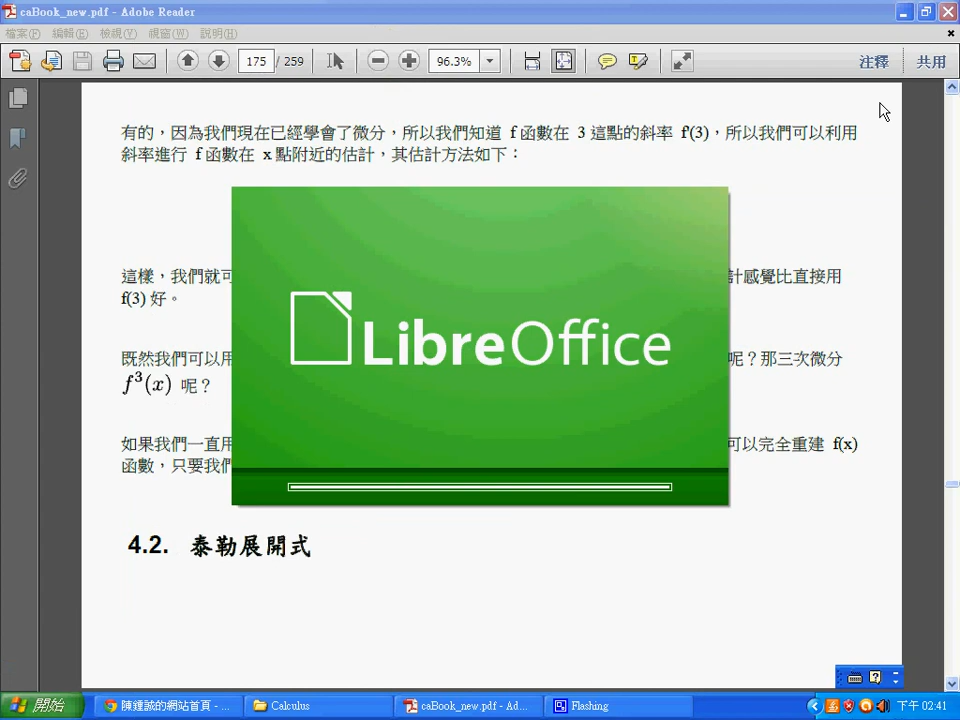 caBook_new.pdf - Adobe Reader
檔案(F) 編輯(E) 檢視(V) 視窗(W) 說明(H)
175 / 259 96.3% 注釋 共用
有的，因為我們現在已經學會了微分，所以我們知道 f 函數在 3 這點的斜率 f'(3)，所以我們可以利用
斜率進行 f 函數在 x 點附近的估計，其估計方法如下：
這樣，我們就可 計感覺比直接用
f(3) 好。
既然我們可以用 呢？那三次微分
f³(x) 呢？
如果我們一直用 可以完全重建 f(x)
函數，只要我們
LibreOffice
4.2. 泰勒展開式
開始 陳鍾誠的網站首頁 - ... Calculus caBook_new.pdf - Ad... Flashing 下午 02:41